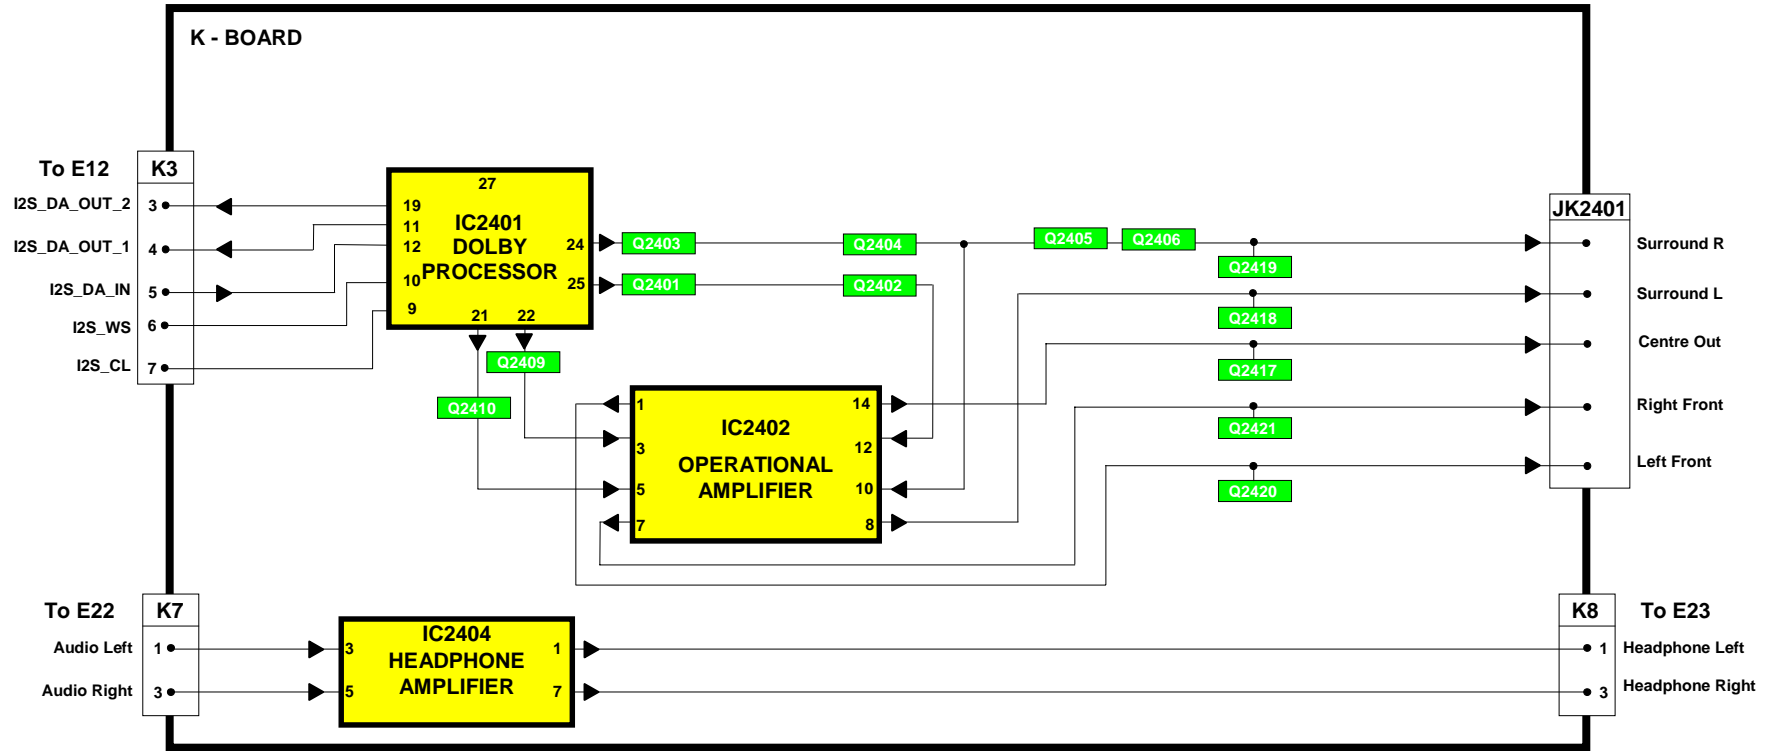 K - BOARD
To E12
K3
I2S_DA_OUT_2
3
I2S_DA_OUT_1
4
I2S_DA_IN
5
I2S_WS
6
I2S_CL
7
27
19
11
12
10
9
IC2401
DOLBY
PROCESSOR
24
25
21
22
Q2403
Q2404
Q2405
Q2406
Q2401
Q2402
Q2409
Q2410
Q2419
Q2418
Q2417
Q2421
Q2420
JK2401
Surround R
Surround L
Centre Out
Right Front
Left Front
1
3
5
7
IC2402
OPERATIONAL
AMPLIFIER
14
12
10
8
To E22
K7
Audio Left
1
Audio Right
3
3
5
IC2404
HEADPHONE
AMPLIFIER
1
7
K8
To E23
1
Headphone Left
3
Headphone Right